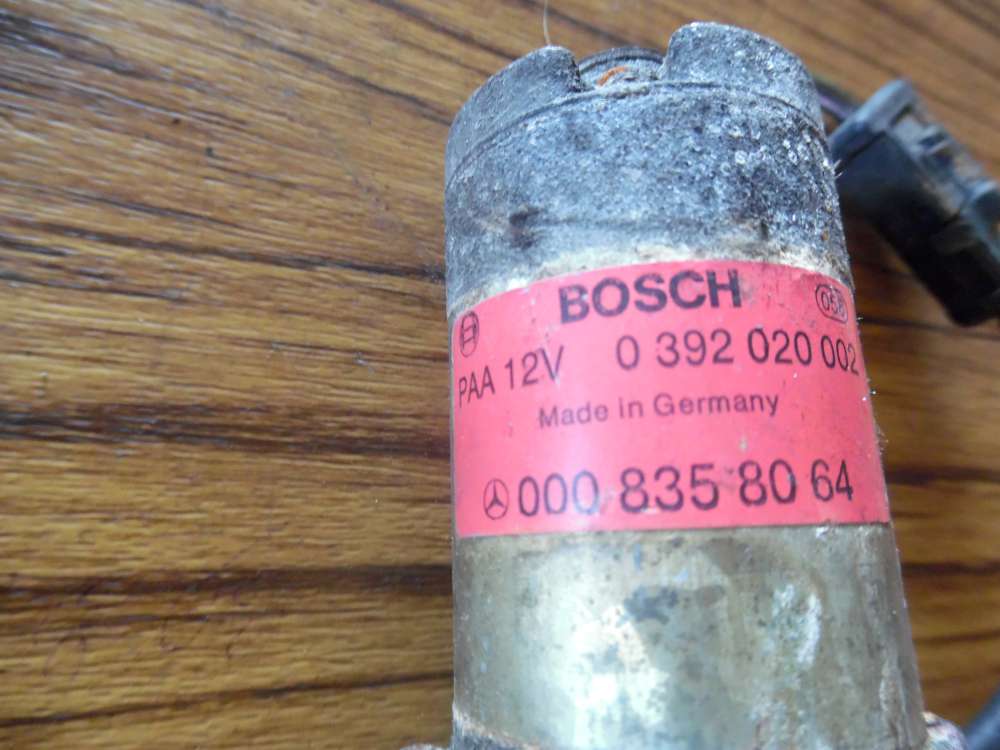 BOSCH
PAA 12V 0 392 020 002
Made in Germany
000 835 80 64